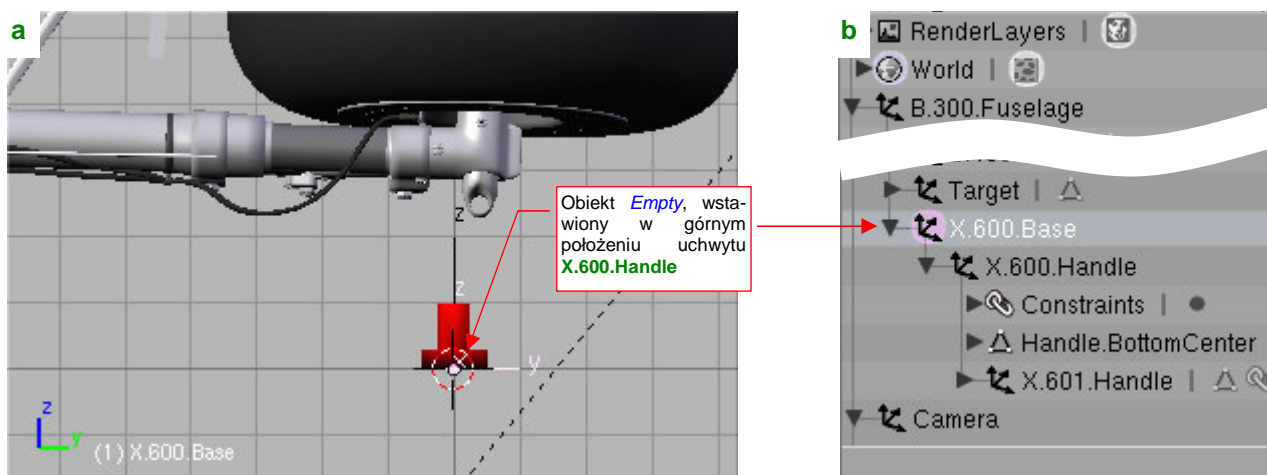 a
Obiekt Empty, wsta-
wiony w górnym
położeniu uchwytu
X.600.Handle
z
z
y
z
y
(1) X.600.Base
b
RenderLayers |
World |
B.300.Fuselage
Target |
X.600.Base
X.600.Handle
Constraints |
Handle.BottomCenter
X.601.Handle |
Camera